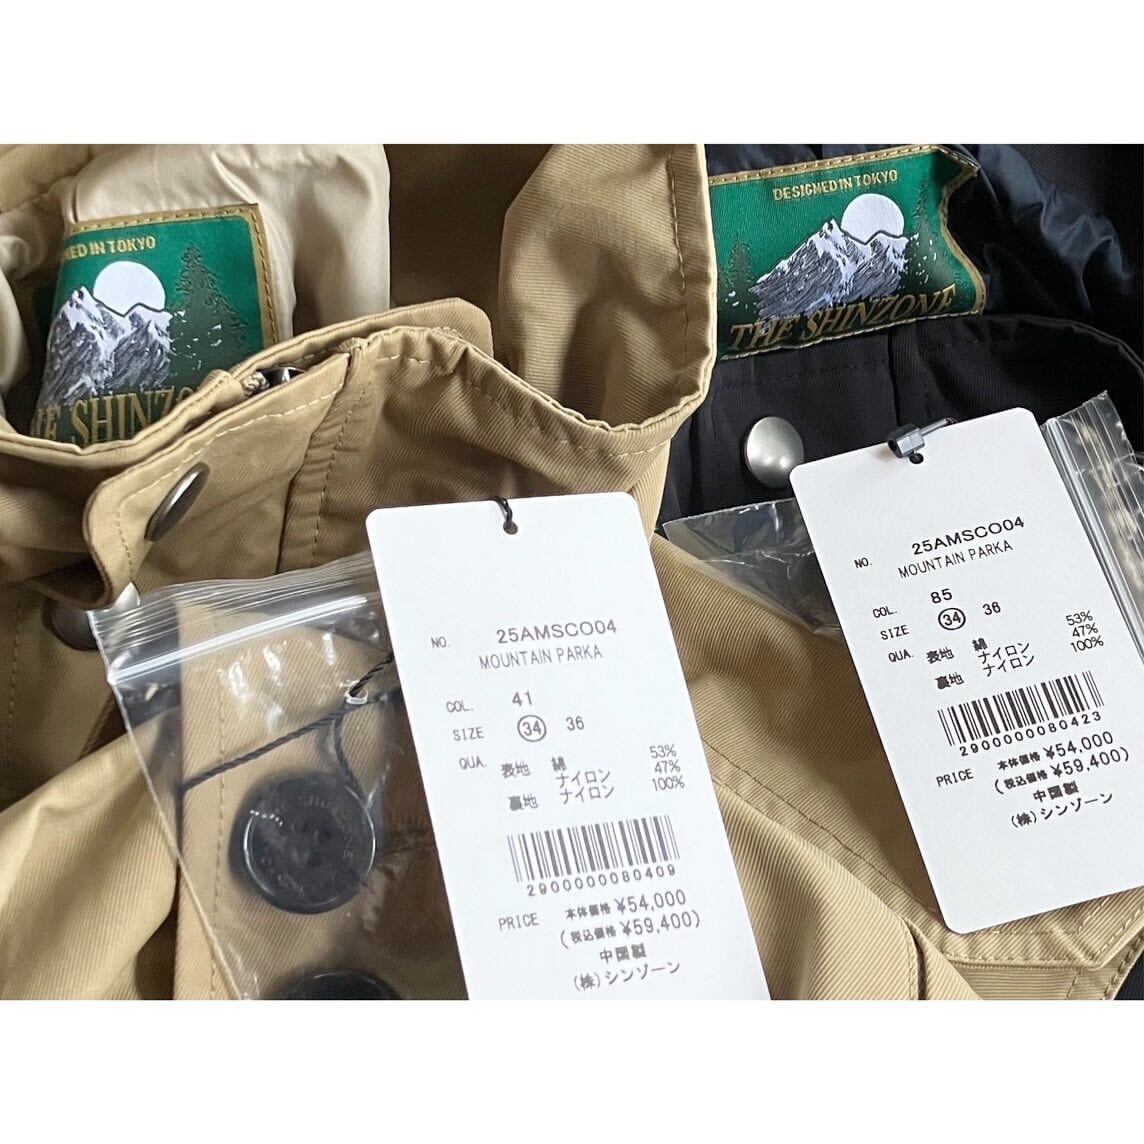 NED IN TOKYO
THE SHINZO
DESIGNED IN TOKYO
THE SHINZONE
NO. 25AMSCO04
MOUNTAIN PARKA
COL. 41
SIZE 34 36
QUA. 表地 綿 53%
ナイロン 47%
裏地 ナイロン 100%
2900000080409
PRICE 本体価格 ¥54,000
(税込価格 ¥59,400)
中国製
(株)シンゾーン
NO. 25AMSCO04
MOUNTAIN PARKA
COL. 85
SIZE 34 36
QUA. 表地 綿 53%
ナイロン 47%
裏地 ナイロン 100%
2900000080423
PRICE 本体価格 ¥54,000
(税込価格 ¥59,400)
中国製
(株)シンゾーン
THE SHINZONE